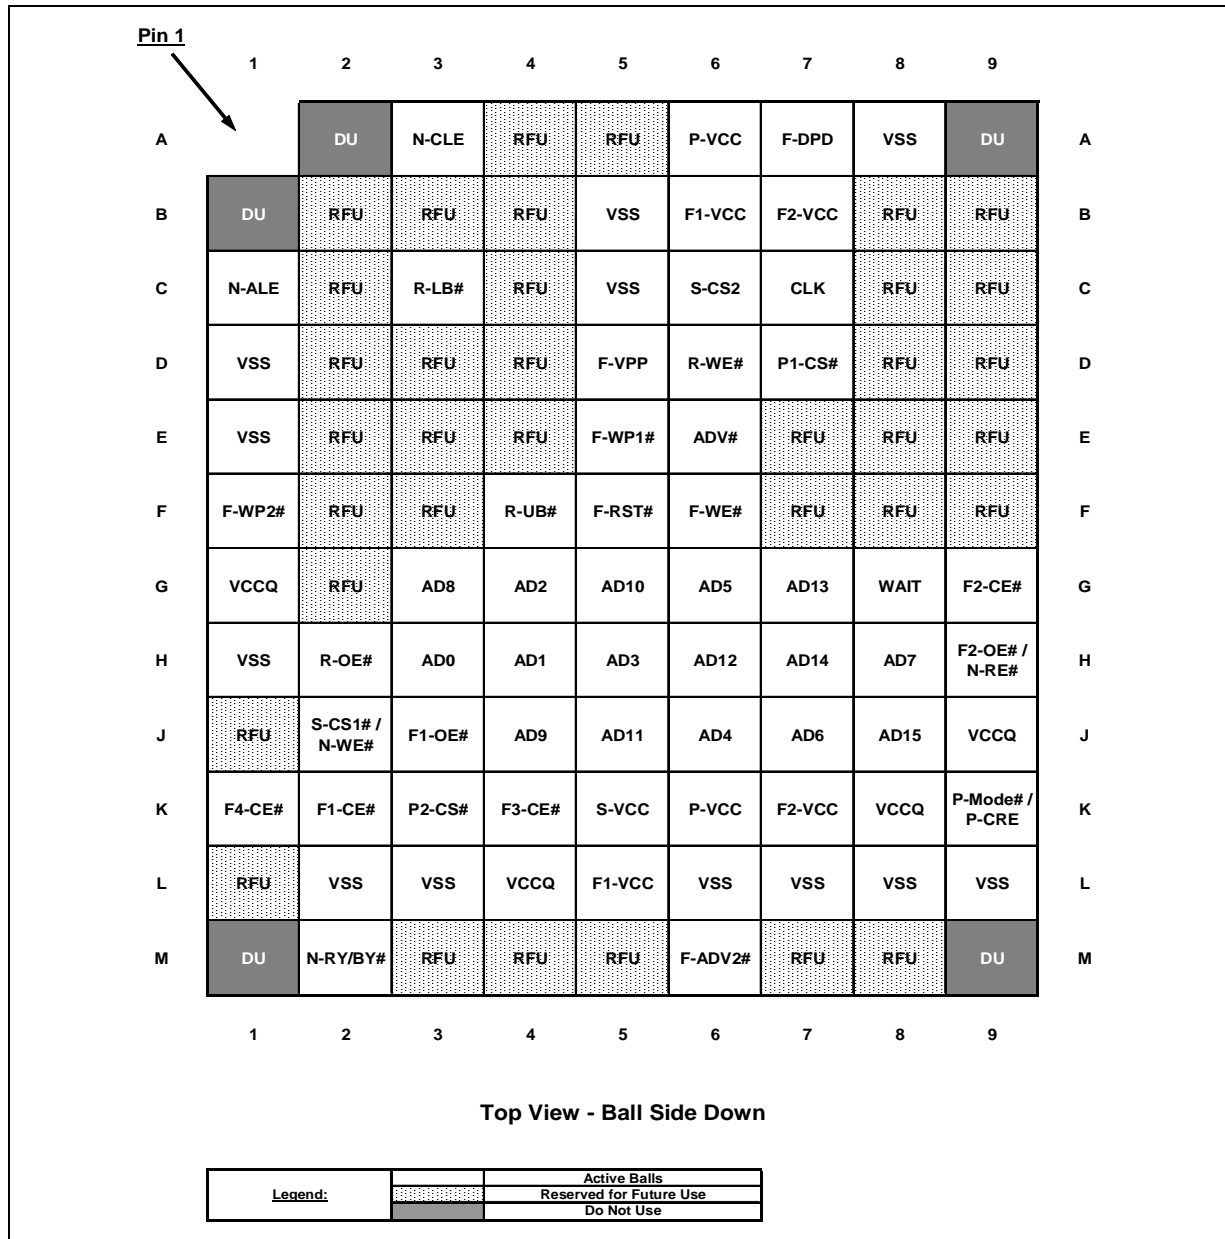 Pin 1
1 2 3 4 5 6 7 8 9
A DU N-CLE RFU RFU P-VCC F-DPD VSS DU A
B DU RFU RFU RFU VSS F1-VCC F2-VCC RFU RFU B
C N-ALE RFU R-LB# RFU VSS S-CS2 CLK RFU RFU C
D VSS RFU RFU RFU F-VPP R-WE# P1-CS# RFU RFU D
E VSS RFU RFU RFU F-WP1# ADV# RFU RFU RFU E
F F-WP2# RFU RFU R-UB# F-RST# F-WE# RFU RFU RFU F
G VCCQ RFU AD8 AD2 AD10 AD5 AD13 WAIT F2-CE# G
H VSS R-OE# AD0 AD1 AD3 AD12 AD14 AD7 F2-OE# / N-RE# H
J RFU S-CS1# / N-WE# F1-OE# AD9 AD11 AD4 AD6 AD15 VCCQ J
K F4-CE# F1-CE# P2-CS# F3-CE# S-VCC P-VCC F2-VCC VCCQ P-Mode# / P-CRE K
L RFU VSS VSS VCCQ F1-VCC VSS VSS VSS VSS L
M DU N-RY/BY# RFU RFU RFU F-ADV2# RFU RFU DU M
1 2 3 4 5 6 7 8 9
Top View - Ball Side Down
Legend:
Active Balls
Reserved for Future Use
Do Not Use